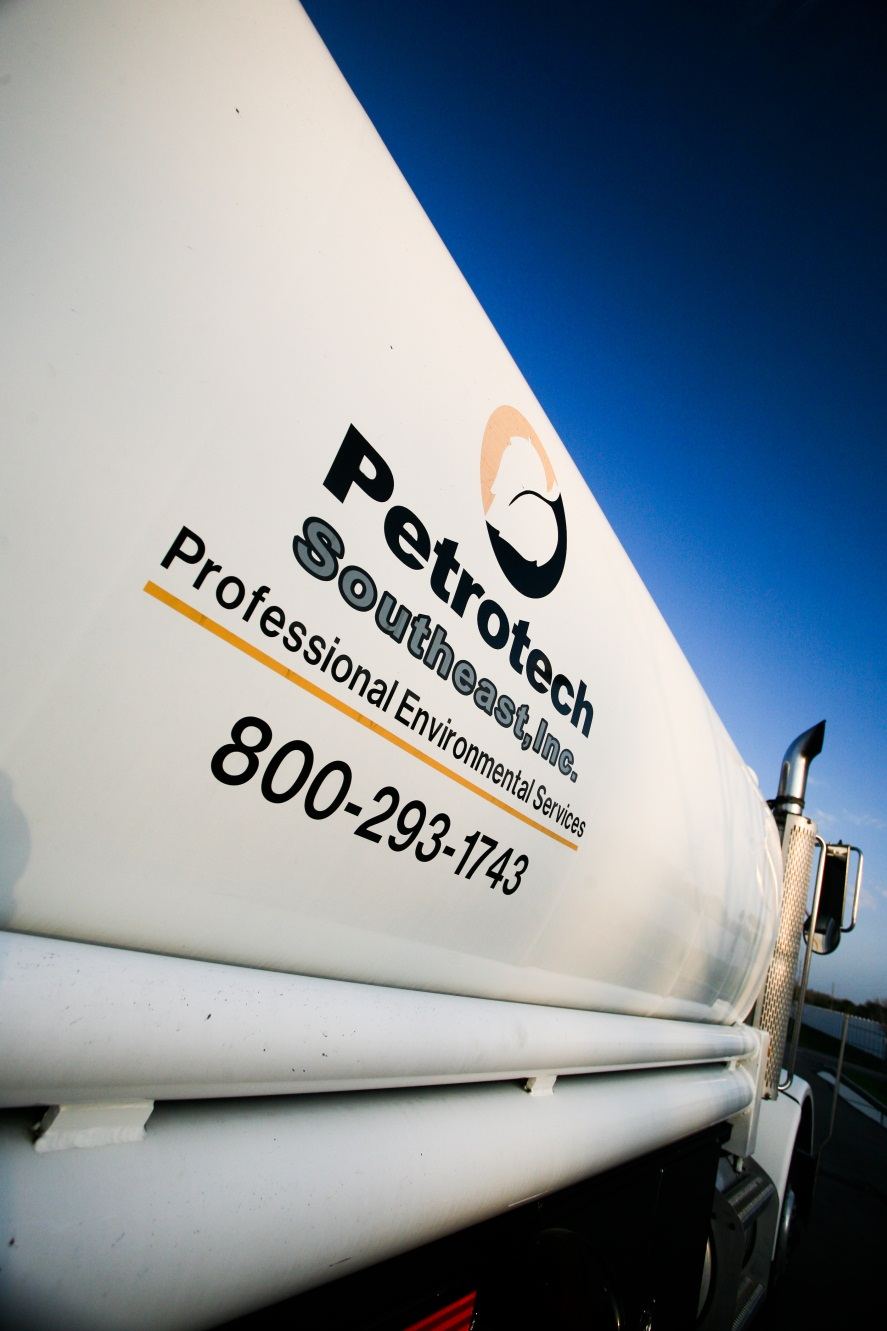 Petrotech
Southeast, Inc.
Professional Environmental Services
800-293-1743